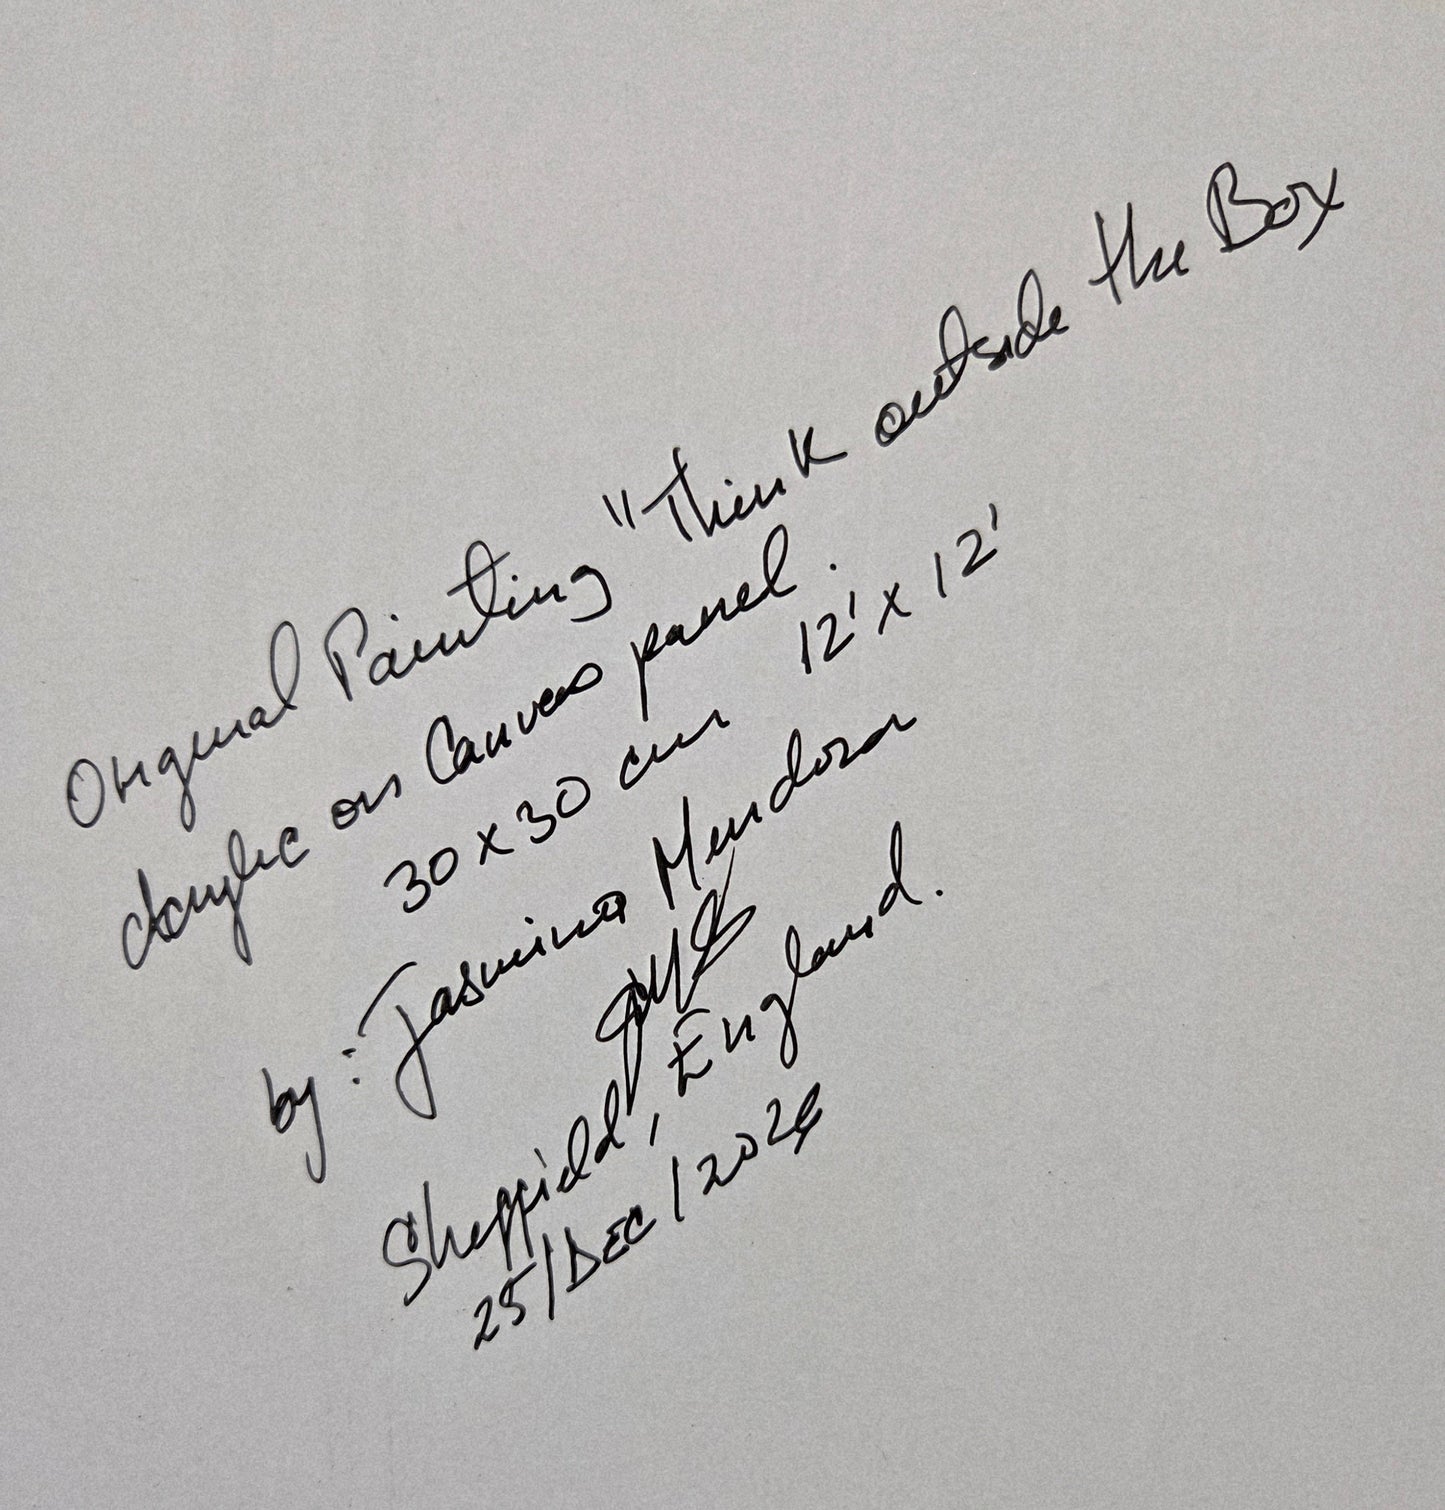 Original Painting "Think outside the Box
Acrylic on Canvas panel.
30 x 30 cm 12' x 12'
by: Jasmina Mendoza
Sheffield, England.
25/DEC/2024